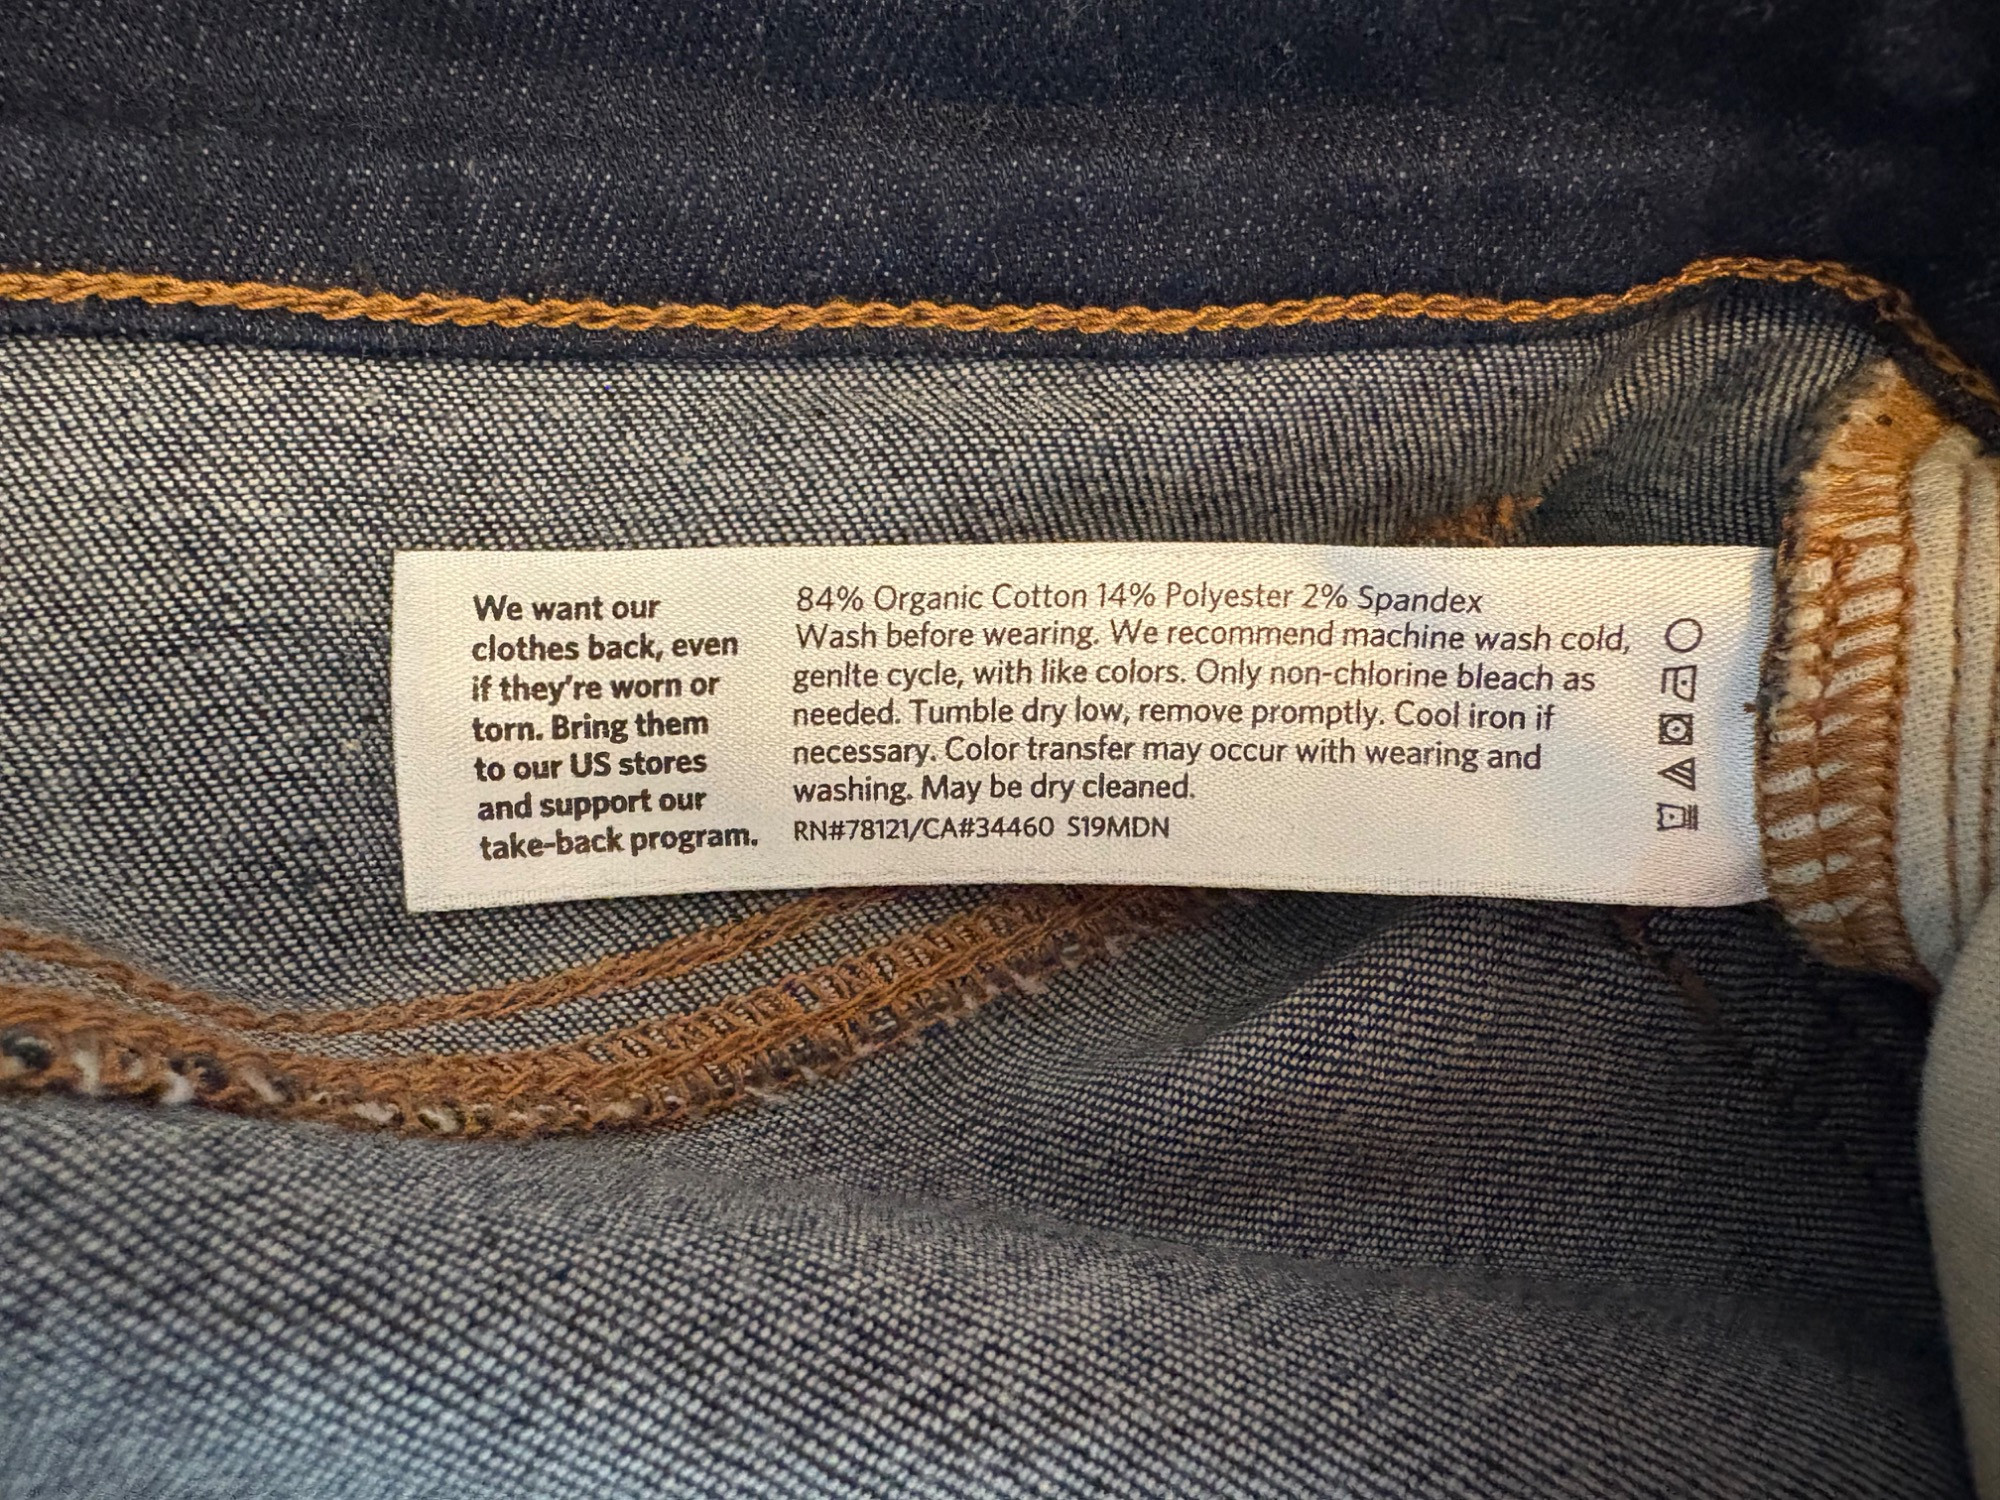 We want our
clothes back, even
if they're worn or
torn. Bring them
to our US stores
and support our
take-back program.
84% Organic Cotton 14% Polyester 2% Spandex
Wash before wearing. We recommend machine wash cold,
genlte cycle, with like colors. Only non-chlorine bleach as
needed. Tumble dry low, remove promptly. Cool iron if
necessary. Color transfer may occur with wearing and
washing. May be dry cleaned.
RN#78121/CA#34460 S19MDN